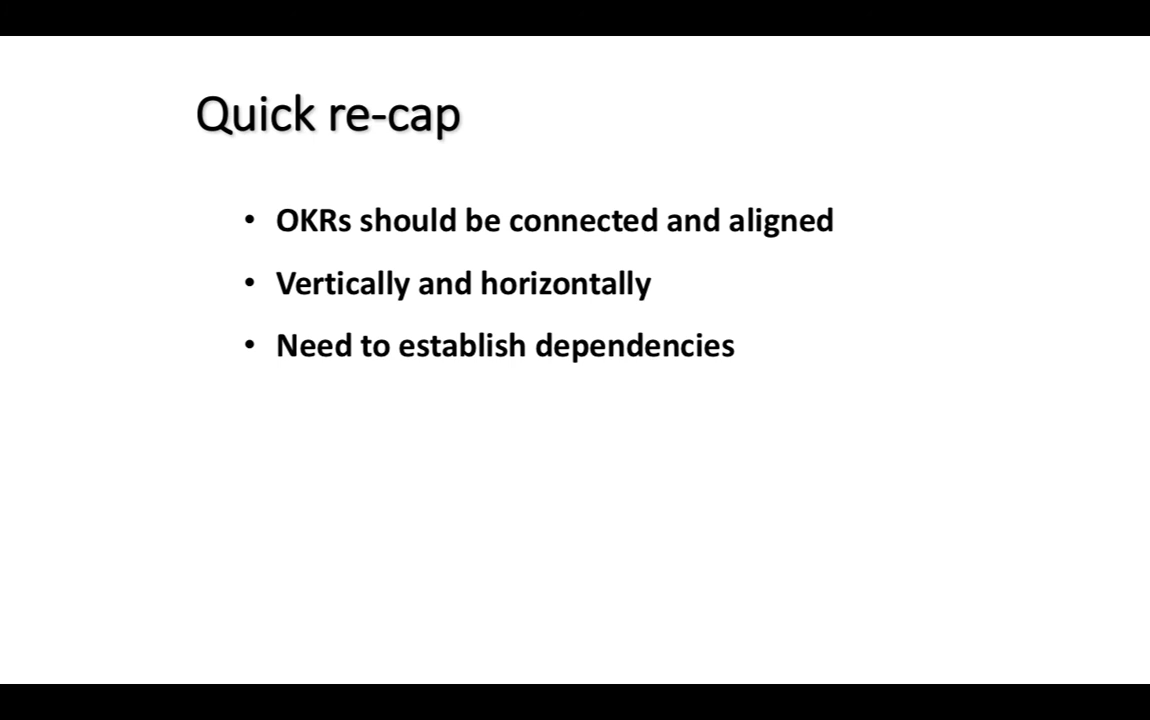 Quick re-cap
• OKRs should be connected and aligned
• Vertically and horizontally
• Need to establish dependencies